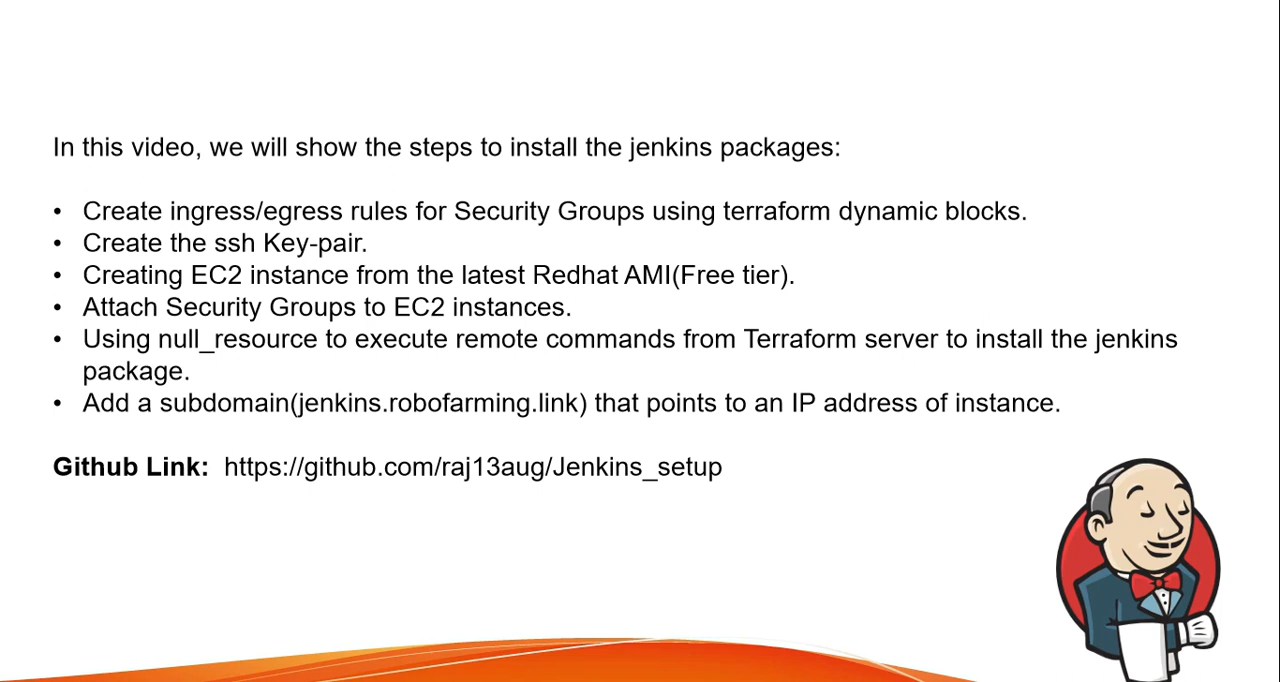 In this video, we will show the steps to install the jenkins packages:
• Create ingress/egress rules for Security Groups using terraform dynamic blocks.
• Create the ssh Key-pair.
• Creating EC2 instance from the latest Redhat AMI(Free tier).
• Attach Security Groups to EC2 instances.
• Using null_resource to execute remote commands from Terraform server to install the jenkins
package.
• Add a subdomain(jenkins.robofarming.link) that points to an IP address of instance.
Github Link: https://github.com/raj13aug/Jenkins_setup